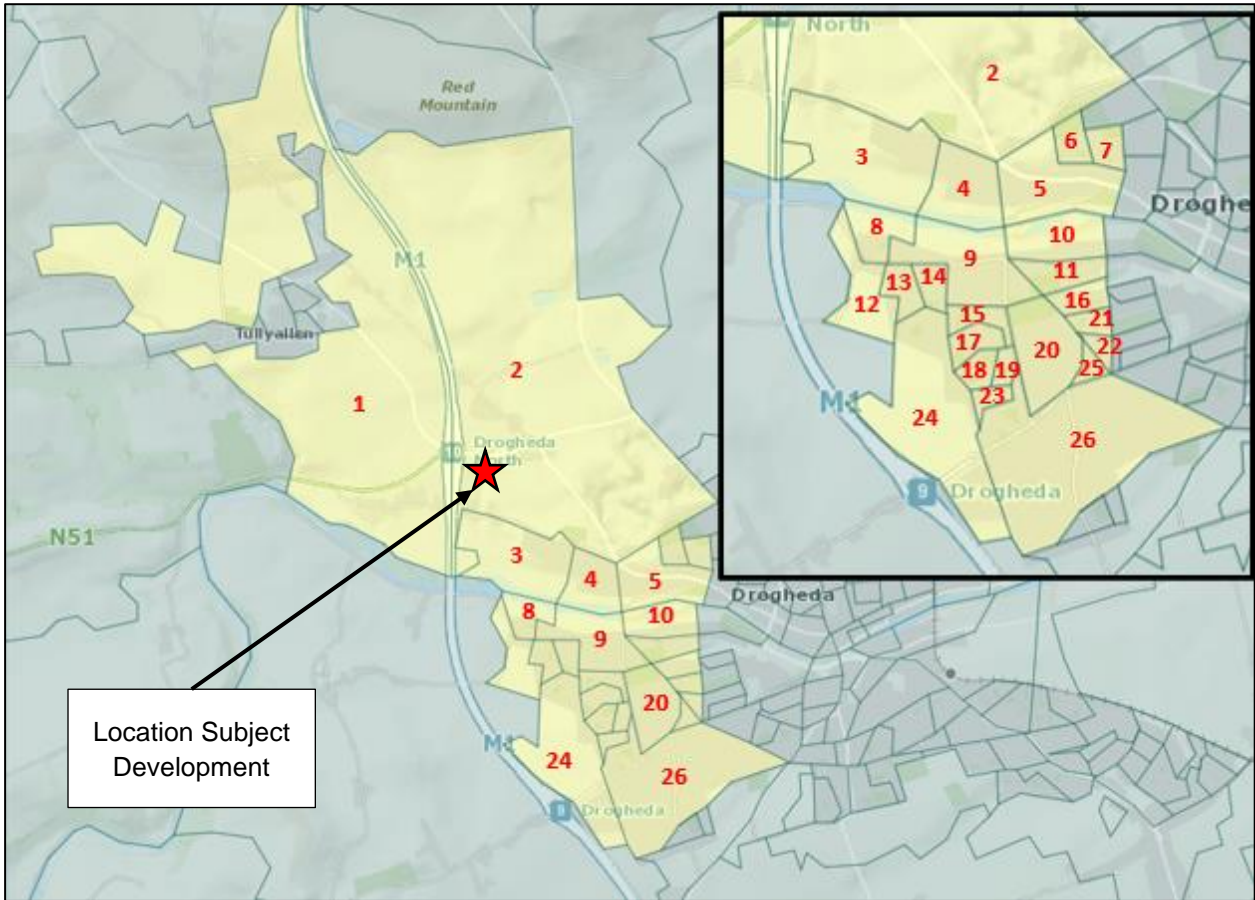 Red
Mountain
M1
Tullyallen
2
1
10
Drogheda
North
N51
3
4
5
Drogheda
8
10
9
20
M1
24
26
9
Drogheda
Location Subject
Development
North
2
6
7
3
4
5
Droghe
8
10
9
11
13
14
12
16
15
21
17
20
22
18
19
25
23
M1
24
26
9
Drogheda